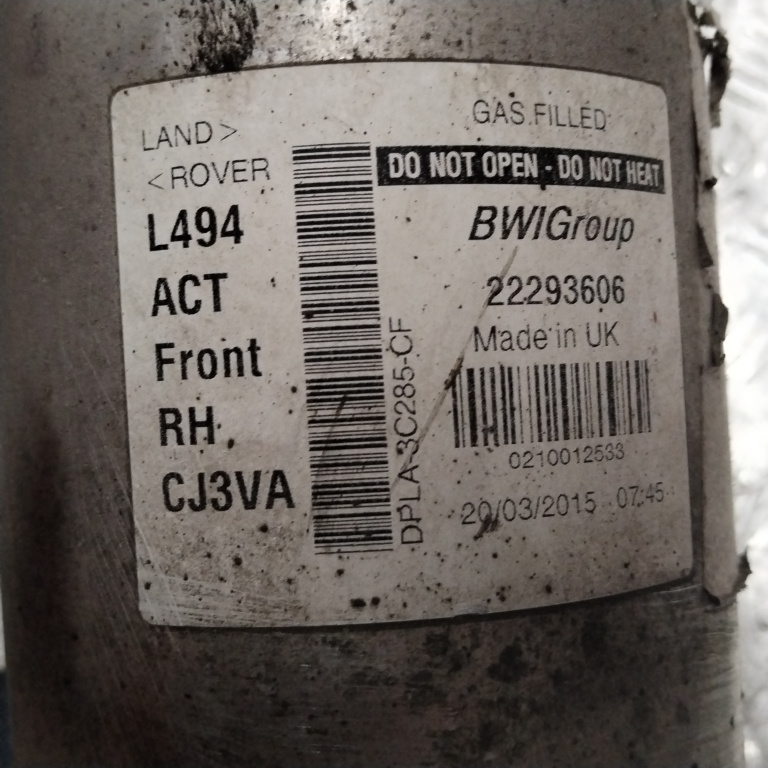 LAND >
< ROVER
L494
ACT
Front
RH
CJ3VA
DPLA-3C285-CF
GAS FILLED
DO NOT OPEN - DO NOT HEAT
BWIGroup
22293606
Made in UK
0210012533
20/03/2015 07:45